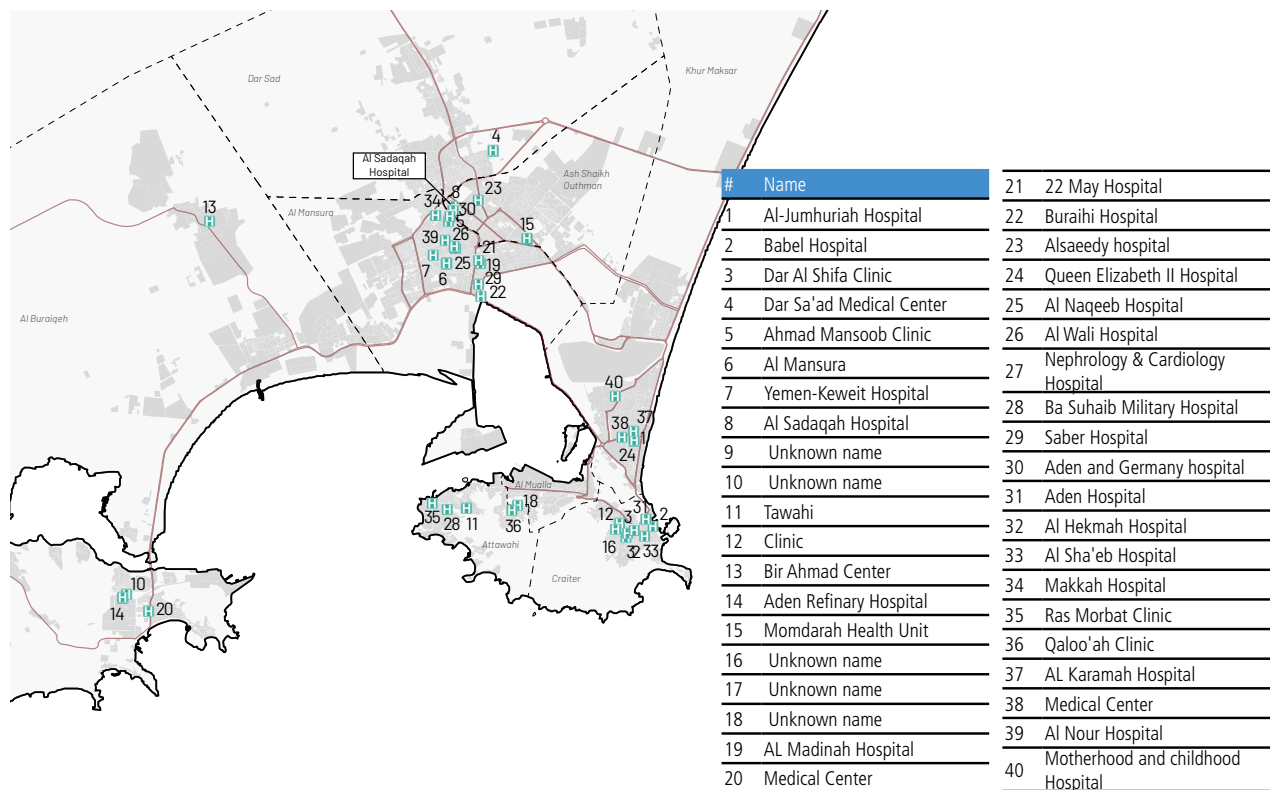 Dar Sad
Khur Maksar
4
Al Sadaqah
Hospital
Ash Shaikh
Outhman
8
23
34
30
13
Al Mansura
5
15
39
26
21
7
25
19
6
29
22
Al Buraiqeh
40
37
38
1
24
9
Al Mualla
18
35
28
11
36
Attawahi
31
12
3
2
16
32
33
Craiter
10
14
20
# Name
1 Al-Jumhuriah Hospital
2 Babel Hospital
3 Dar Al Shifa Clinic
4 Dar Sa'ad Medical Center
5 Ahmad Mansoob Clinic
6 Al Mansura
7 Yemen-Keweit Hospital
8 Al Sadaqah Hospital
9 Unknown name
10 Unknown name
11 Tawahi
12 Clinic
13 Bir Ahmad Center
14 Aden Refinary Hospital
15 Momdarah Health Unit
16 Unknown name
17 Unknown name
18 Unknown name
19 AL Madinah Hospital
20 Medical Center
21 22 May Hospital
22 Buraihi Hospital
23 Alsaeedy hospital
24 Queen Elizabeth II Hospital
25 Al Naqeeb Hospital
26 Al Wali Hospital
27 Nephrology & Cardiology
Hospital
28 Ba Suhaib Military Hospital
29 Saber Hospital
30 Aden and Germany hospital
31 Aden Hospital
32 Al Hekmah Hospital
33 Al Sha'eb Hospital
34 Makkah Hospital
35 Ras Morbat Clinic
36 Qaloo'ah Clinic
37 AL Karamah Hospital
38 Medical Center
39 Al Nour Hospital
40 Motherhood and childhood
Hospital